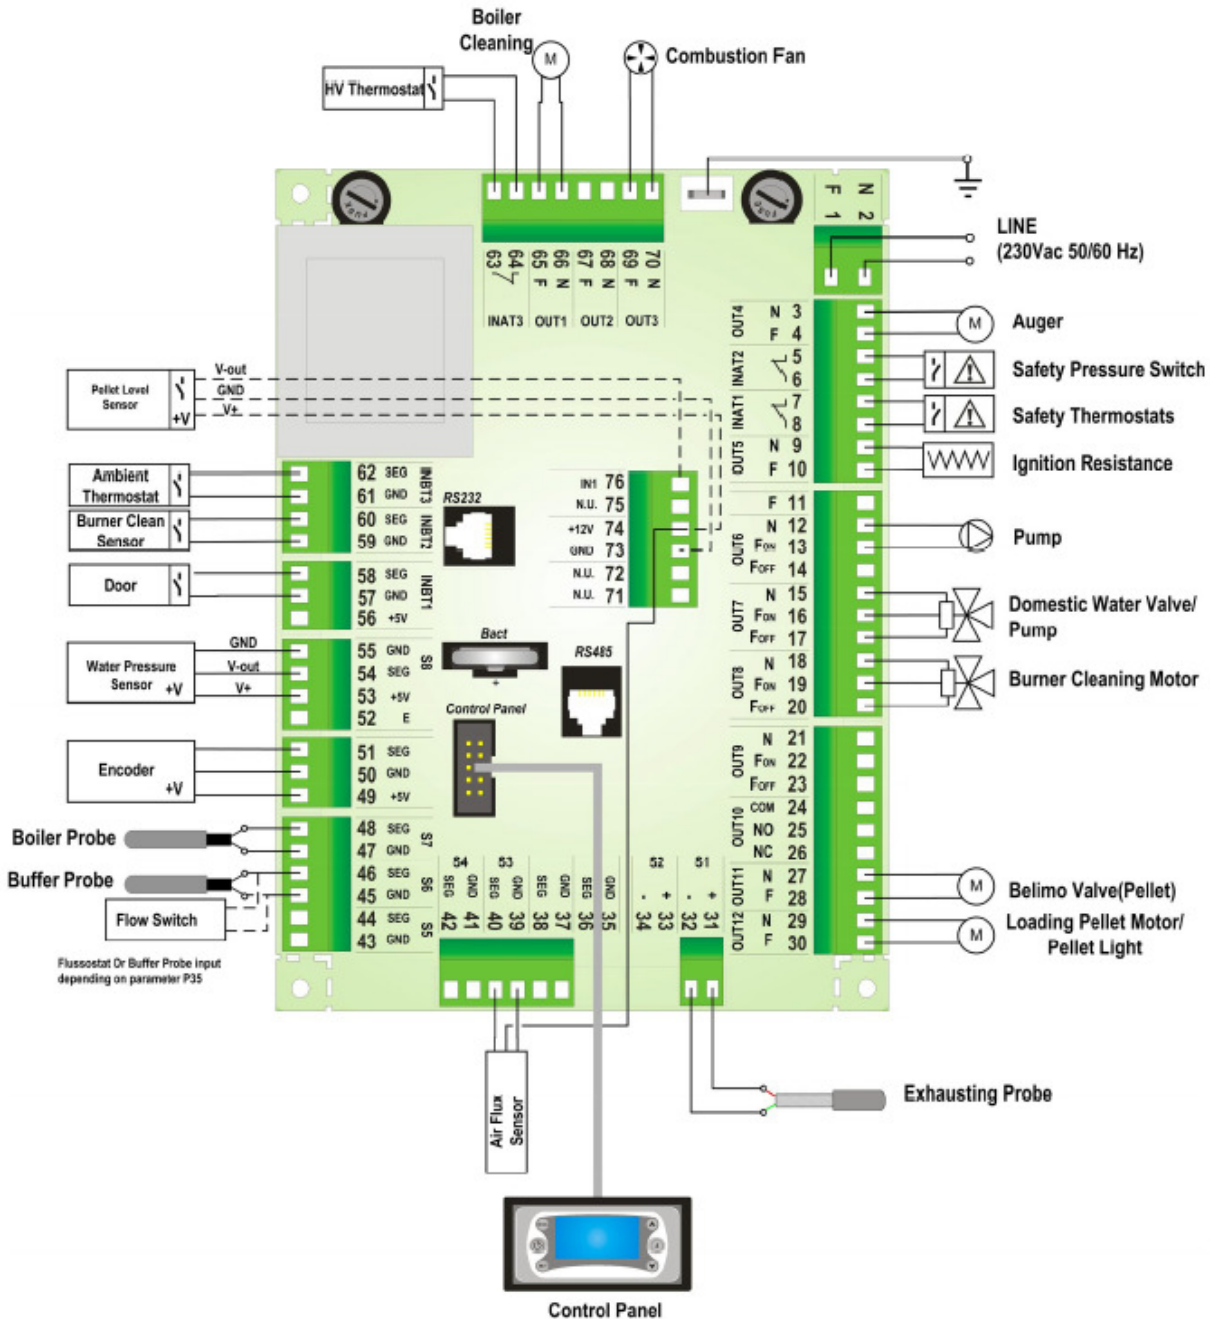 Boiler
Cleaning
M
Combustion Fan
HV Thermostat
fuse
fuse
F 1
N 2
LINE
(230Vac 50/60 Hz)
63
64
65 F
66 N
67 F
68 N
69 F
70 N
INAT3 OUT1 OUT2 OUT3
OUT4
N 3
F 4
M
Auger
INAT2
5
6
Safety Pressure Switch
INAT1
7
8
Safety Thermostats
OUT5
N 9
F 10
Ignition Resistance
F 11
OUT6
N 12
FON 13
FOFF 14
Pump
OUT7
N 15
FON 16
FOFF 17
Domestic Water Valve/
Pump
OUT8
N 18
FON 19
FOFF 20
Burner Cleaning Motor
OUT9
N 21
FON 22
FOFF 23
OUT10
COM 24
NO 25
NC 26
OUT11
N 27
F 28
M
Belimo Valve(Pellet)
OUT12
N 29
F 30
M
Loading Pellet Motor/
Pellet Light
Pellet Level
Sensor
+V
V-out
GND
V+
Ambient
Thermostat
62 SEG
61 GND
INBT3
Burner Clean
Sensor
60 SEG
59 GND
INBT2
Door
58 SEG
57 GND
56 +5V
INBT1
Water Pressure
Sensor
+V
GND
V-out
V+
55 GND
54 SEG
53 +5V
52 E
S8
Encoder
+V
51 SEG
50 GND
49 +5V
Boiler Probe
48 SEG
47 GND
S7
Buffer Probe
46 SEG
45 GND
S6
Flow Switch
44 SEG
43 GND
S5
Flussostat Or Buffer Probe input
depending on parameter P35
RS232
IN1 76
N.U. 75
+12V 74
GND 73
N.U. 72
N.U. 71
Bact
+
RS485
Control Panel
S4 S3
SEG GND SEG GND SEG GND SEG GND
42 41 40 39 38 37 36 35
S2 S1
- + - +
34 33 32 31
Air Flux
Sensor
Exhausting Probe
Control Panel